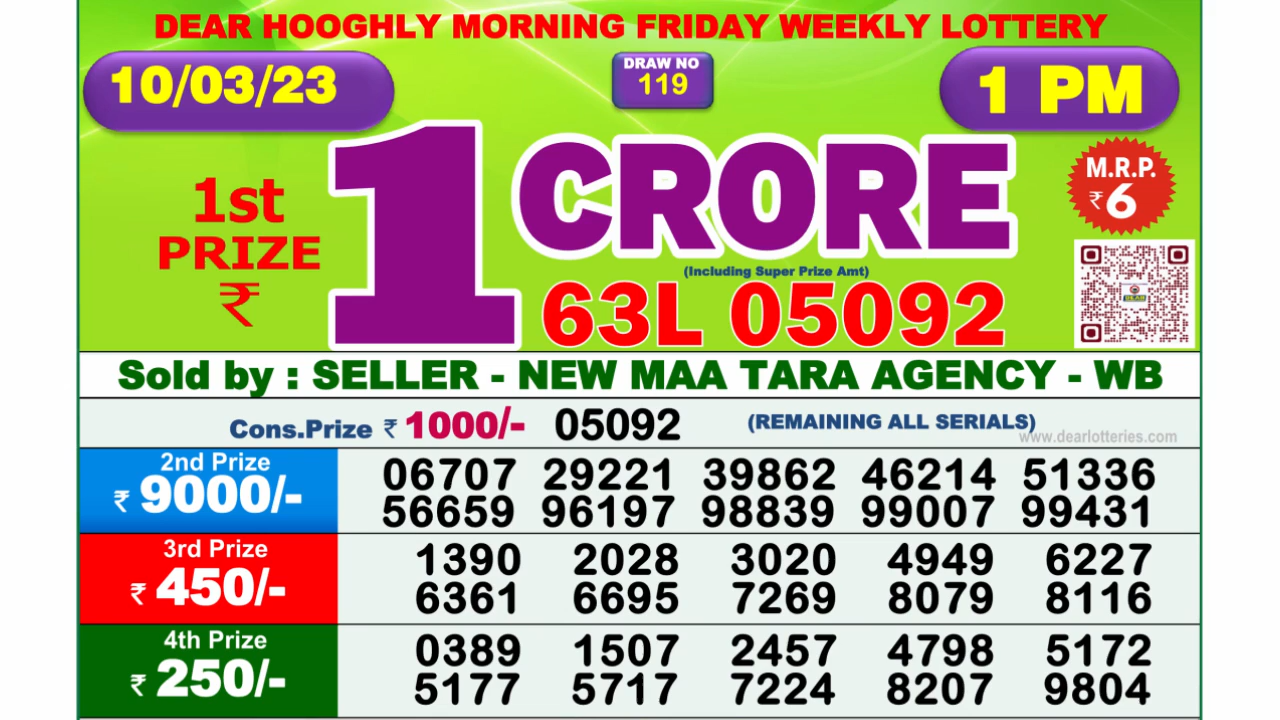 DEAR HOOGHLY MORNING FRIDAY WEEKLY LOTTERY
10/03/23
DRAW NO
119
1 PM
1st
PRIZE
₹
1 CRORE
M.R.P.
₹ 6
(Including Super Prize Amt)
63L 05092
DEAR
Sold by : SELLER - NEW MAA TARA AGENCY - WB
Cons.Prize ₹ 1000/- 05092 (REMAINING ALL SERIALS)
www.dearlotteries.com
2nd Prize
₹ 9000/-
06707 29221 39862 46214 51336
56659 96197 98839 99007 99431
3rd Prize
₹ 450/-
1390 2028 3020 4949 6227
6361 6695 7269 8079 8116
4th Prize
₹ 250/-
0389 1507 2457 4798 5172
5177 5717 7224 8207 9804